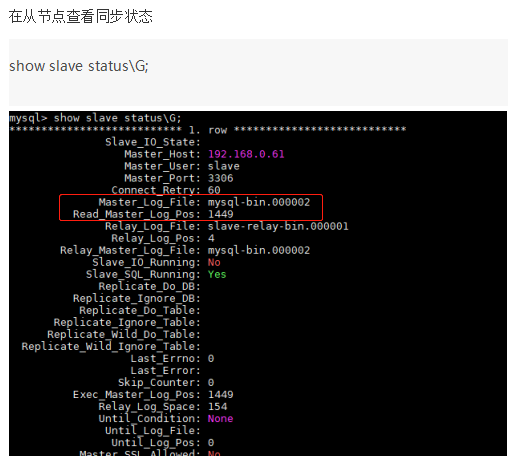 在从节点查看同步状态
show slave status\G;
mysql> show slave status\G;
*************************** 1. row ***************************
Slave_IO_State:
Master_Host: 192.168.0.61
Master_User: slave
Master_Port: 3306
Connect_Retry: 60
Master_Log_File: mysql-bin.000002
Read_Master_Log_Pos: 1449
Relay_Log_File: slave-relay-bin.000001
Relay_Log_Pos: 4
Relay_Master_Log_File: mysql-bin.000002
Slave_IO_Running: No
Slave_SQL_Running: Yes
Replicate_Do_DB:
Replicate_Ignore_DB:
Replicate_Do_Table:
Replicate_Ignore_Table:
Replicate_Wild_Do_Table:
Replicate_Wild_Ignore_Table:
Last_Errno: 0
Last_Error:
Skip_Counter: 0
Exec_Master_Log_Pos: 1449
Relay_Log_Space: 154
Until_Condition: None
Until_Log_File:
Until_Log_Pos: 0
Master_SSL_Allowed: No